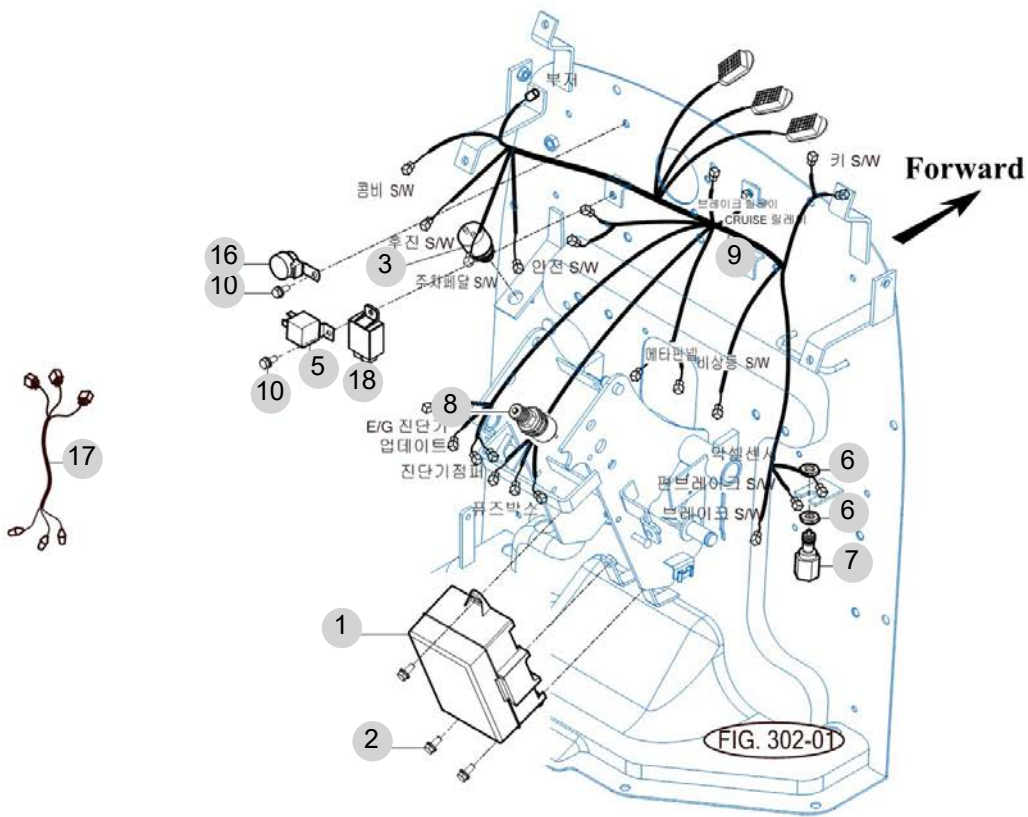 부저
키 S/W
Forward
콤비 S/W
브레이크 릴레이
CRUISE 릴레이
후진 S/W
16
3
안전 S/W
9
10
주차페달 S/W
5
18
10
메타판넬
비상등 S/W
8
17
E/G 진단기
업데이트
진단기점퍼
악셀센서
6
편브레이크 S/W
퓨즈박스
브레이크 S/W
6
7
1
2
FIG. 302-01